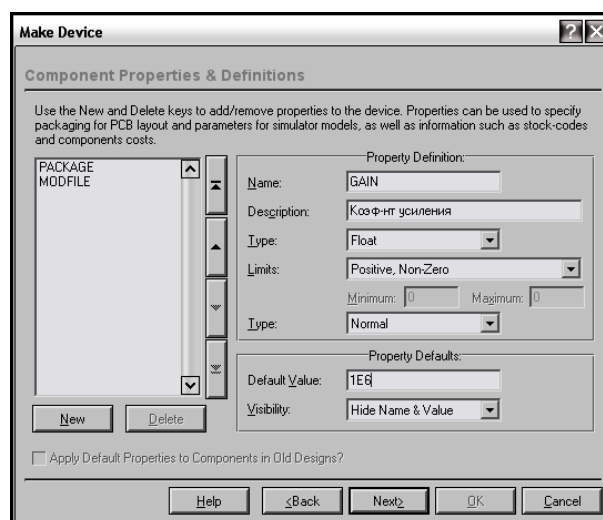 Make Device
Component Properties & Definitions
Use the New and Delete keys to add/remove properties to the device. Properties can be used to specify
packaging for PCB layout and parameters for simulator models, as well as information such as stock-codes
and components costs.
PACKAGE
MODFILE
New
Delete
Property Definition:
Name: GAIN
Description: Коэф-нт усиления
Type: Float
Limits: Positive, Non-Zero
Minimum: 0 Maximum: 0
Type: Normal
Property Defaults:
Default Value: 1E6
Visibility: Hide Name & Value
Apply Default Properties to Components in Old Designs?
Help
<Back
Next>
OK
Cancel